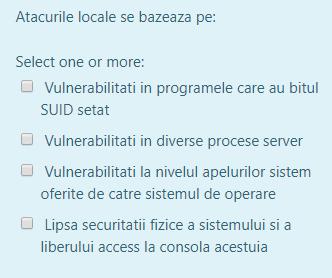 Atacurile locale se bazeaza pe:
Select one or more:
Vulnerabilitati in programele care au bitul
SUID setat
Vulnerabilitati in diverse procese server
Vulnerabilitati la nivelul apelurilor sistem
oferite de catre sistemul de operare
Lipsa securitatii fizice a sistemului si a
liberului access la consola acestuia